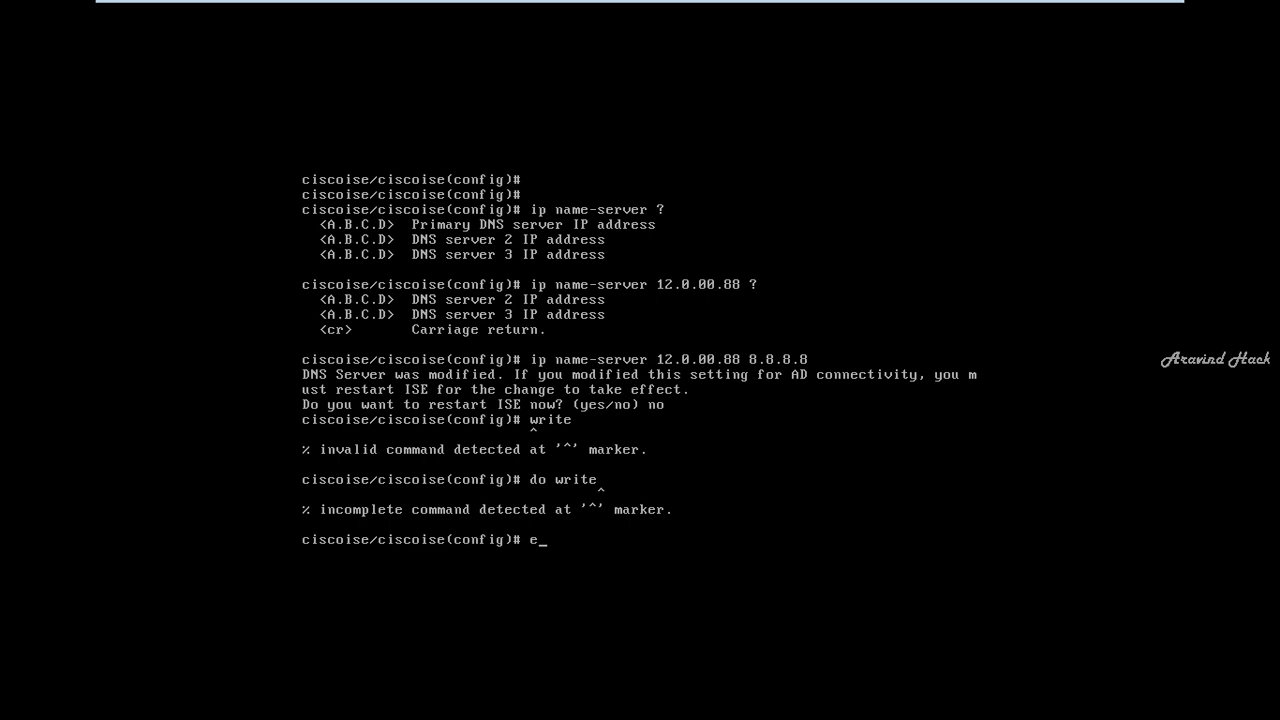 ciscoise/ciscoise(config)#
ciscoise/ciscoise(config)#
ciscoise/ciscoise(config)# ip name-server ?
<A.B.C.D>  Primary DNS server IP address
<A.B.C.D>  DNS server 2 IP address
<A.B.C.D>  DNS server 3 IP address
ciscoise/ciscoise(config)# ip name-server 12.0.00.88 ?
<A.B.C.D>  DNS server 2 IP address
<A.B.C.D>  DNS server 3 IP address
<cr>       Carriage return.
ciscoise/ciscoise(config)# ip name-server 12.0.00.88 8.8.8.8
Aravind Hack
DNS Server was modified. If you modified this setting for AD connectivity, you m
ust restart ISE for the change to take effect.
Do you want to restart ISE now? (yes/no) no
ciscoise/ciscoise(config)# write
^
% invalid command detected at '^' marker.
ciscoise/ciscoise(config)# do write
^
% incomplete command detected at '^' marker.
ciscoise/ciscoise(config)# e_